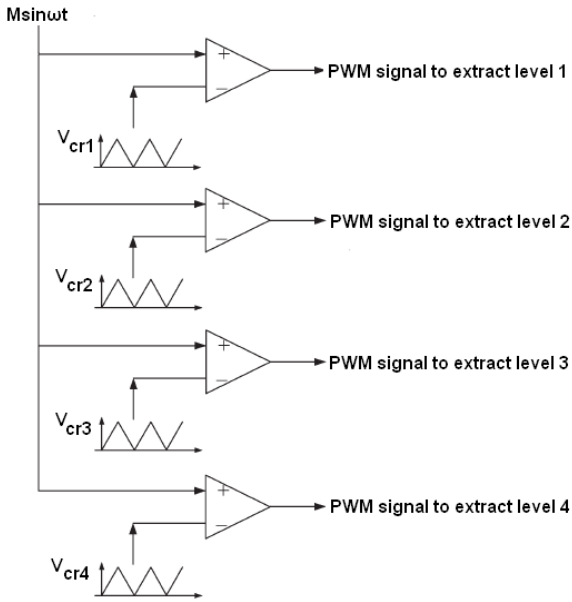 Msinωt
+
PWM signal to extract level 1
−
Vcr1
+
PWM signal to extract level 2
−
Vcr2
+
PWM signal to extract level 3
−
Vcr3
+
PWM signal to extract level 4
−
Vcr4